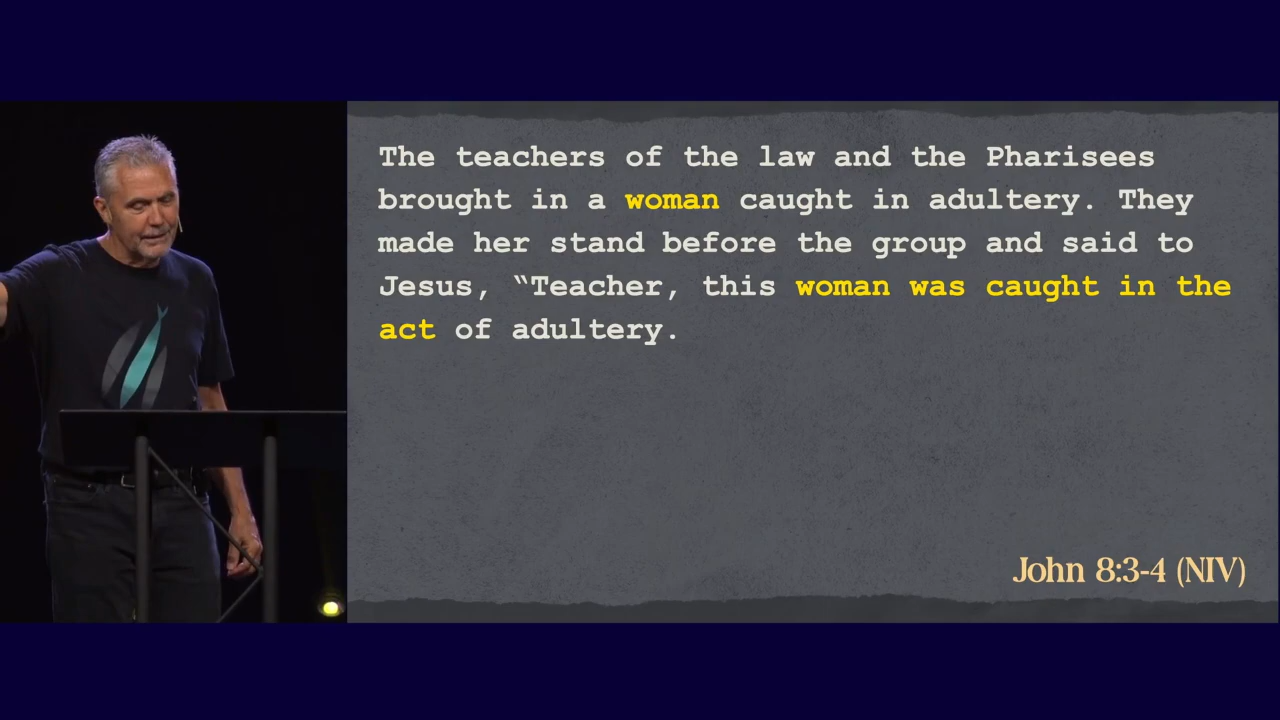 The teachers of the law and the Pharisees
brought in a woman caught in adultery. They
made her stand before the group and said to
Jesus, “Teacher, this woman was caught in the
act of adultery.
John 8:3-4 (NIV)